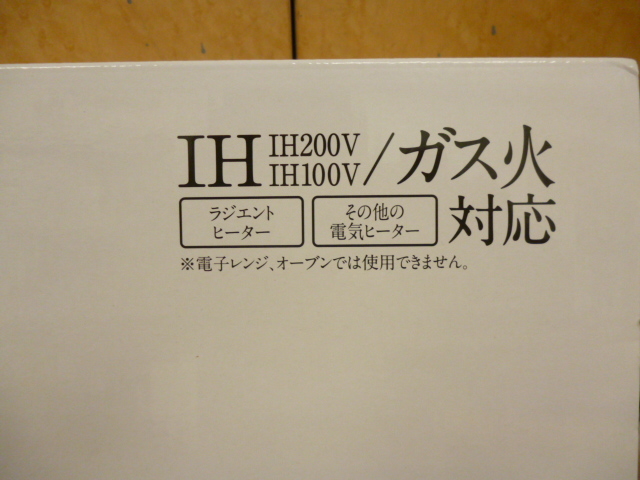 IH IH200V IH100V/ガス火
ラジエント
ヒーター
その他の
電気ヒーター
対応
※電子レンジ、オーブンでは使用できません。